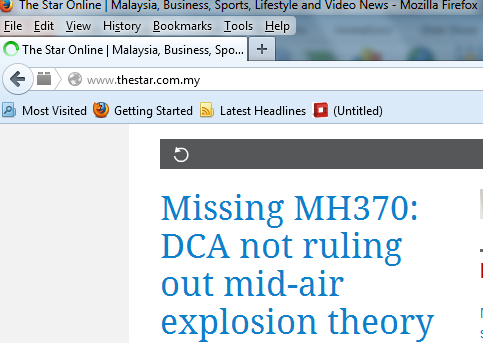 The Star Online | Malaysia, Business, Sports, Lifestyle and Video News - Mozilla Firefox
File Edit View History Bookmarks Tools Help
The Star Online | Malaysia, Business, Spo... +
www.thestar.com.my
Most Visited Getting Started Latest Headlines (Untitled)
Missing MH370:
DCA not ruling
out mid-air
explosion theory